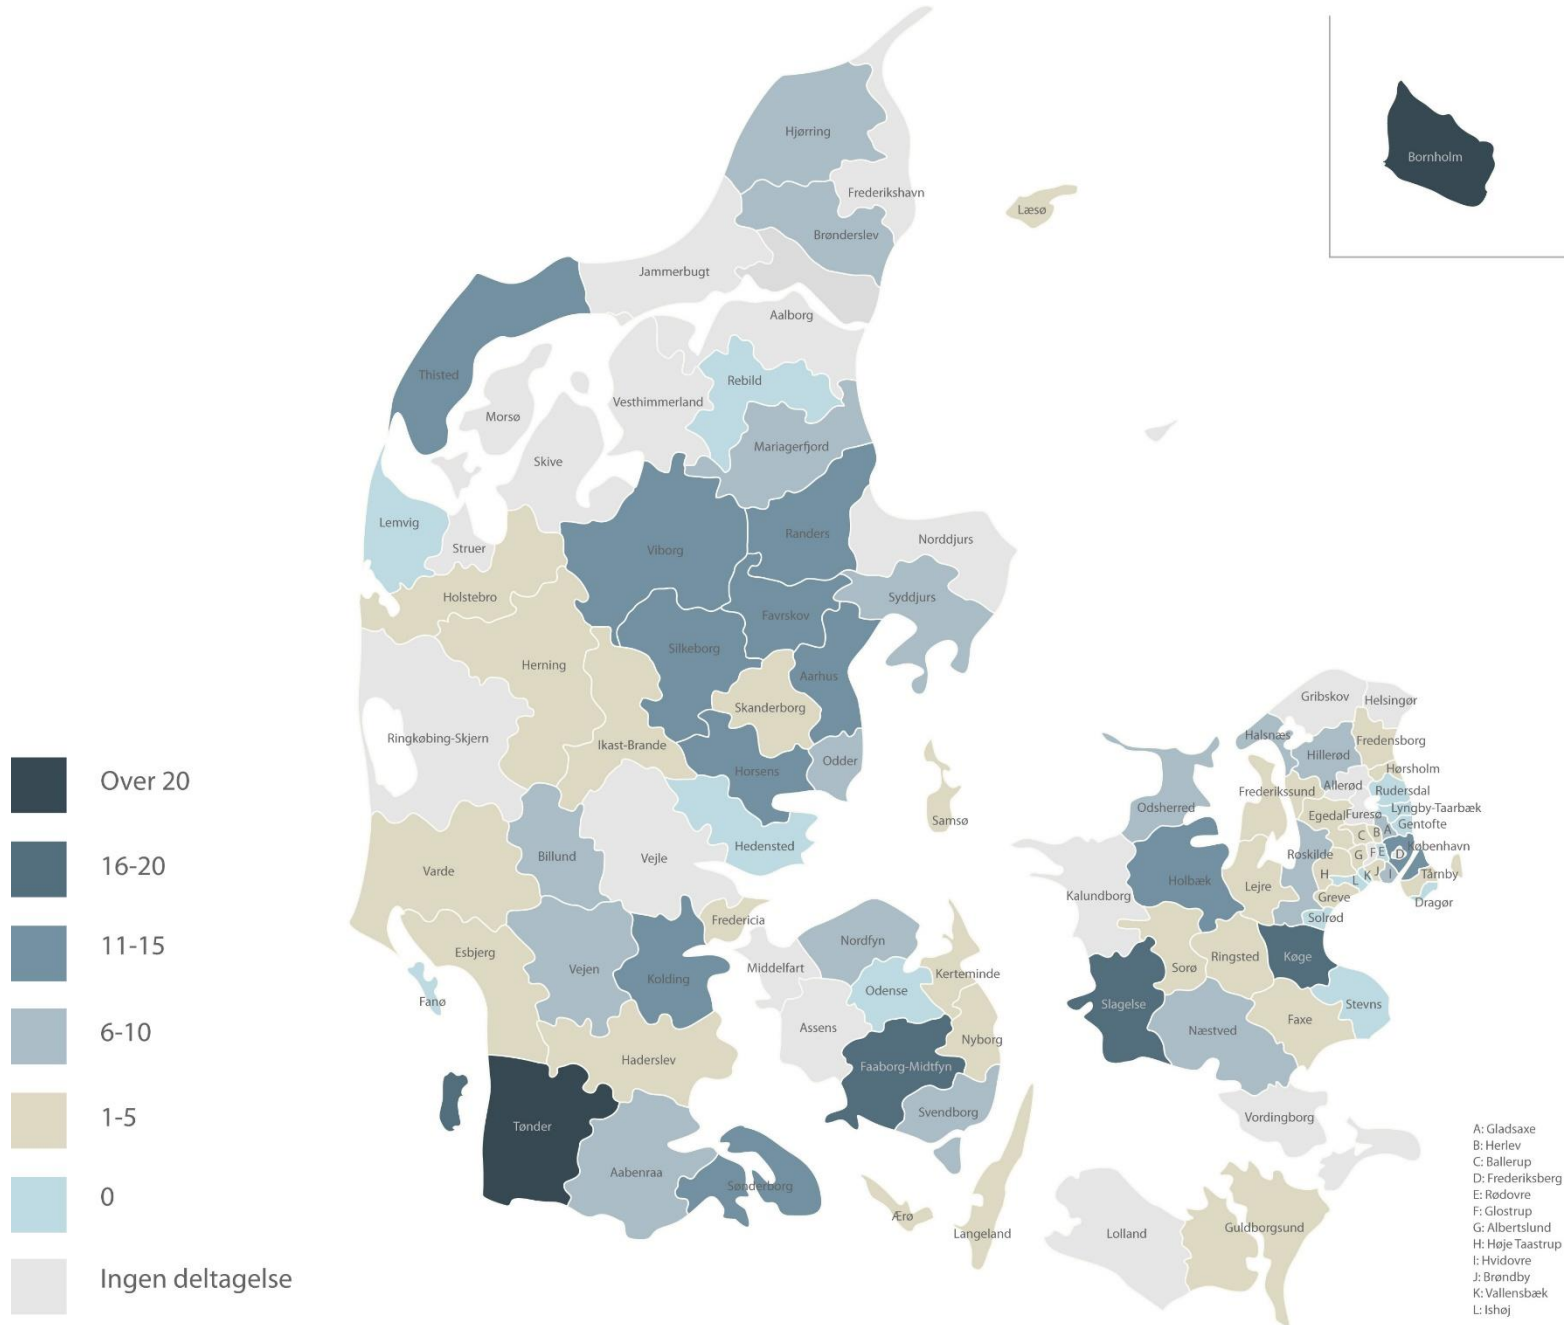 Hjørring
Frederikshavn
Læsø
Brønderslev
Bornholm
Jammerbugt
Aalborg
Thisted
Rebild
Morsø
Vesthimmerland
Mariagerfjord
Skive
Lemvig
Struer
Viborg
Randers
Norddjurs
Holstebro
Favrskov
Syddjurs
Silkeborg
Herning
Aarhus
Skanderborg
Ringkøbing-Skjern
Ikast-Brande
Horsens
Odder
Samsø
Hedensted
Billund
Vejle
Varde
Fredericia
Esbjerg
Vejen
Kolding
Middelfart
Nordfyn
Kerteminde
Fanø
Odense
Assens
Nyborg
Haderslev
Faaborg-Midtfyn
Tønder
Svendborg
Aabenraa
Sønderborg
Ærø
Langeland
Gribskov
Helsingør
Halsnæs
Hillerød
Fredensborg
Hørsholm
Allerød
Rudersdal
Frederikssund
Odsherred
Egedal
Furesø
Lyngby-Taarbæk
Gentofte
C
B
A
København
Roskilde
G
F
E
D
Holbæk
Lejre
H
L
K
J
I
Tårnby
Kalundborg
Greve
Dragør
Solrød
Sorø
Ringsted
Køge
Slagelse
Stevns
Næstved
Faxe
Vordingborg
Lolland
Guldborgsund
Over 20
16-20
11-15
6-10
1-5
0
Ingen deltagelse
A: Gladsaxe
B: Herlev
C: Ballerup
D: Frederiksberg
E: Rødovre
F: Glostrup
G: Albertslund
H: Høje Taastrup
I: Hvidovre
J: Brøndby
K: Vallensbæk
L: Ishøj